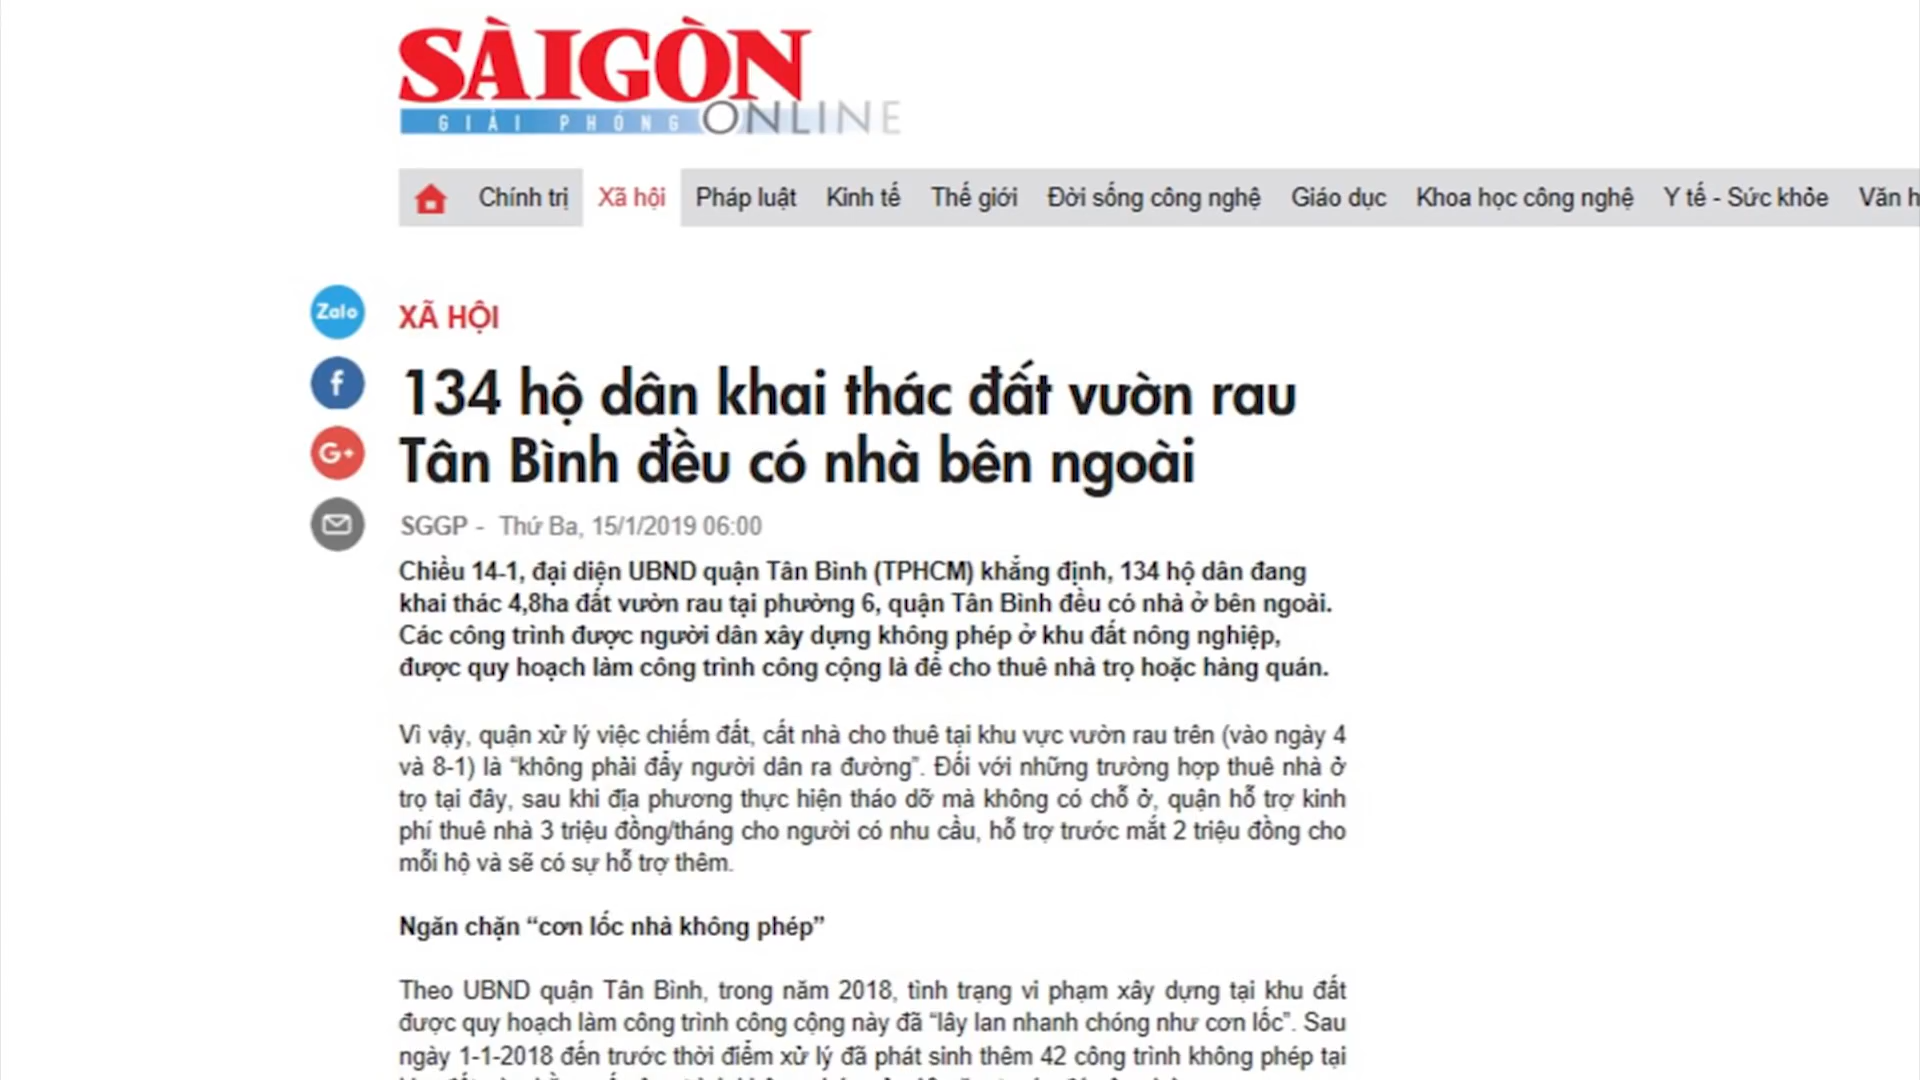 SÀIGÒN
GIẢI PHÓNG ONLINE
Chính trị Xã hội Pháp luật Kinh tế Thế giới Đời sống công nghệ Giáo dục Khoa học công nghệ Y tế - Sức khỏe Văn h
Zalo
XÃ HỘI
f
134 hộ dân khai thác đất vườn rau
G+
Tân Bình đều có nhà bên ngoài
SGGP - Thứ Ba, 15/1/2019 06:00
Chiều 14-1, đại diện UBND quận Tân Bình (TPHCM) khẳng định, 134 hộ dân đang
khai thác 4,8ha đất vườn rau tại phường 6, quận Tân Bình đều có nhà ở bên ngoài.
Các công trình được người dân xây dựng không phép ở khu đất nông nghiệp,
được quy hoạch làm công trình công cộng là để cho thuê nhà trọ hoặc hàng quán.
Vì vậy, quận xử lý việc chiếm đất, cất nhà cho thuê tại khu vực vườn rau trên (vào ngày 4
và 8-1) là “không phải đẩy người dân ra đường”. Đối với những trường hợp thuê nhà ở
trọ tại đây, sau khi địa phương thực hiện tháo dỡ mà không có chỗ ở, quận hỗ trợ kinh
phí thuê nhà 3 triệu đồng/tháng cho người có nhu cầu, hỗ trợ trước mắt 2 triệu đồng cho
mỗi hộ và sẽ có sự hỗ trợ thêm.
Ngăn chặn “cơn lốc nhà không phép”
Theo UBND quận Tân Bình, trong năm 2018, tình trạng vi phạm xây dựng tại khu đất
được quy hoạch làm công trình công cộng này đã “lây lan nhanh chóng như cơn lốc”. Sau
ngày 1-1-2018 đến trước thời điểm xử lý đã phát sinh thêm 42 công trình không phép tại